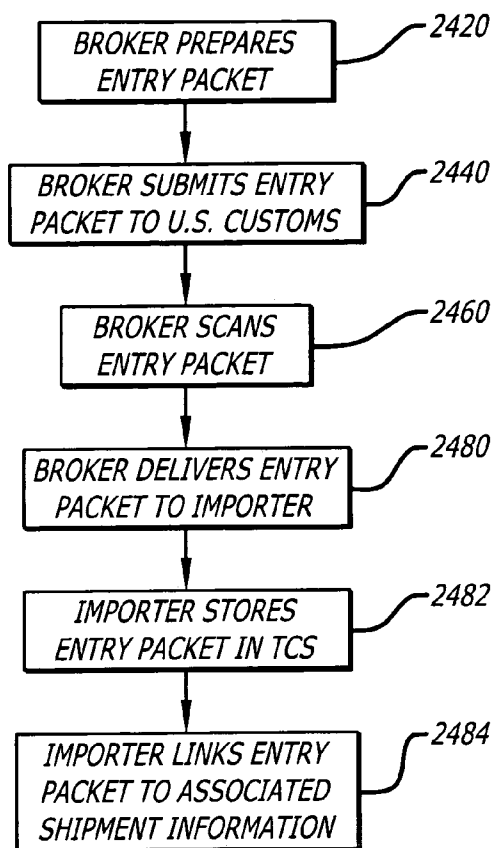 BROKER PREPARES
ENTRY PACKET
2420
BROKER SUBMITS ENTRY
PACKET TO U.S. CUSTOMS
2440
BROKER SCANS
ENTRY PACKET
2460
BROKER DELIVERS ENTRY
PACKET TO IMPORTER
2480
IMPORTER STORES
ENTRY PACKET IN TCS
2482
IMPORTER LINKS ENTRY
PACKET TO ASSOCIATED
SHIPMENT INFORMATION
2484